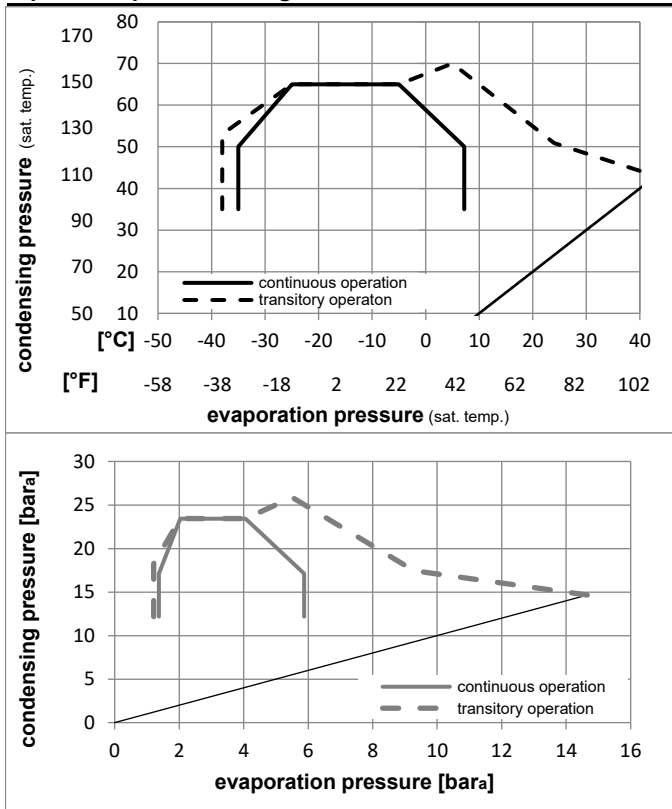 170 80
150 70
130 60
50
110 40
90 30
70 20
50 10
condensing pressure (sat. temp.)
continuous operation
transitory operaton
[°C] -50 -40 -30 -20 -10 0 10 20 30 40
[°F] -58 -38 -18 2 22 42 62 82 102
evaporation pressure (sat. temp.)
30
25
20
15
10
5
0
condensing pressure [bara]
continuous operation
transitory operation
0 2 4 6 8 10 12 14 16
evaporation pressure [bara]